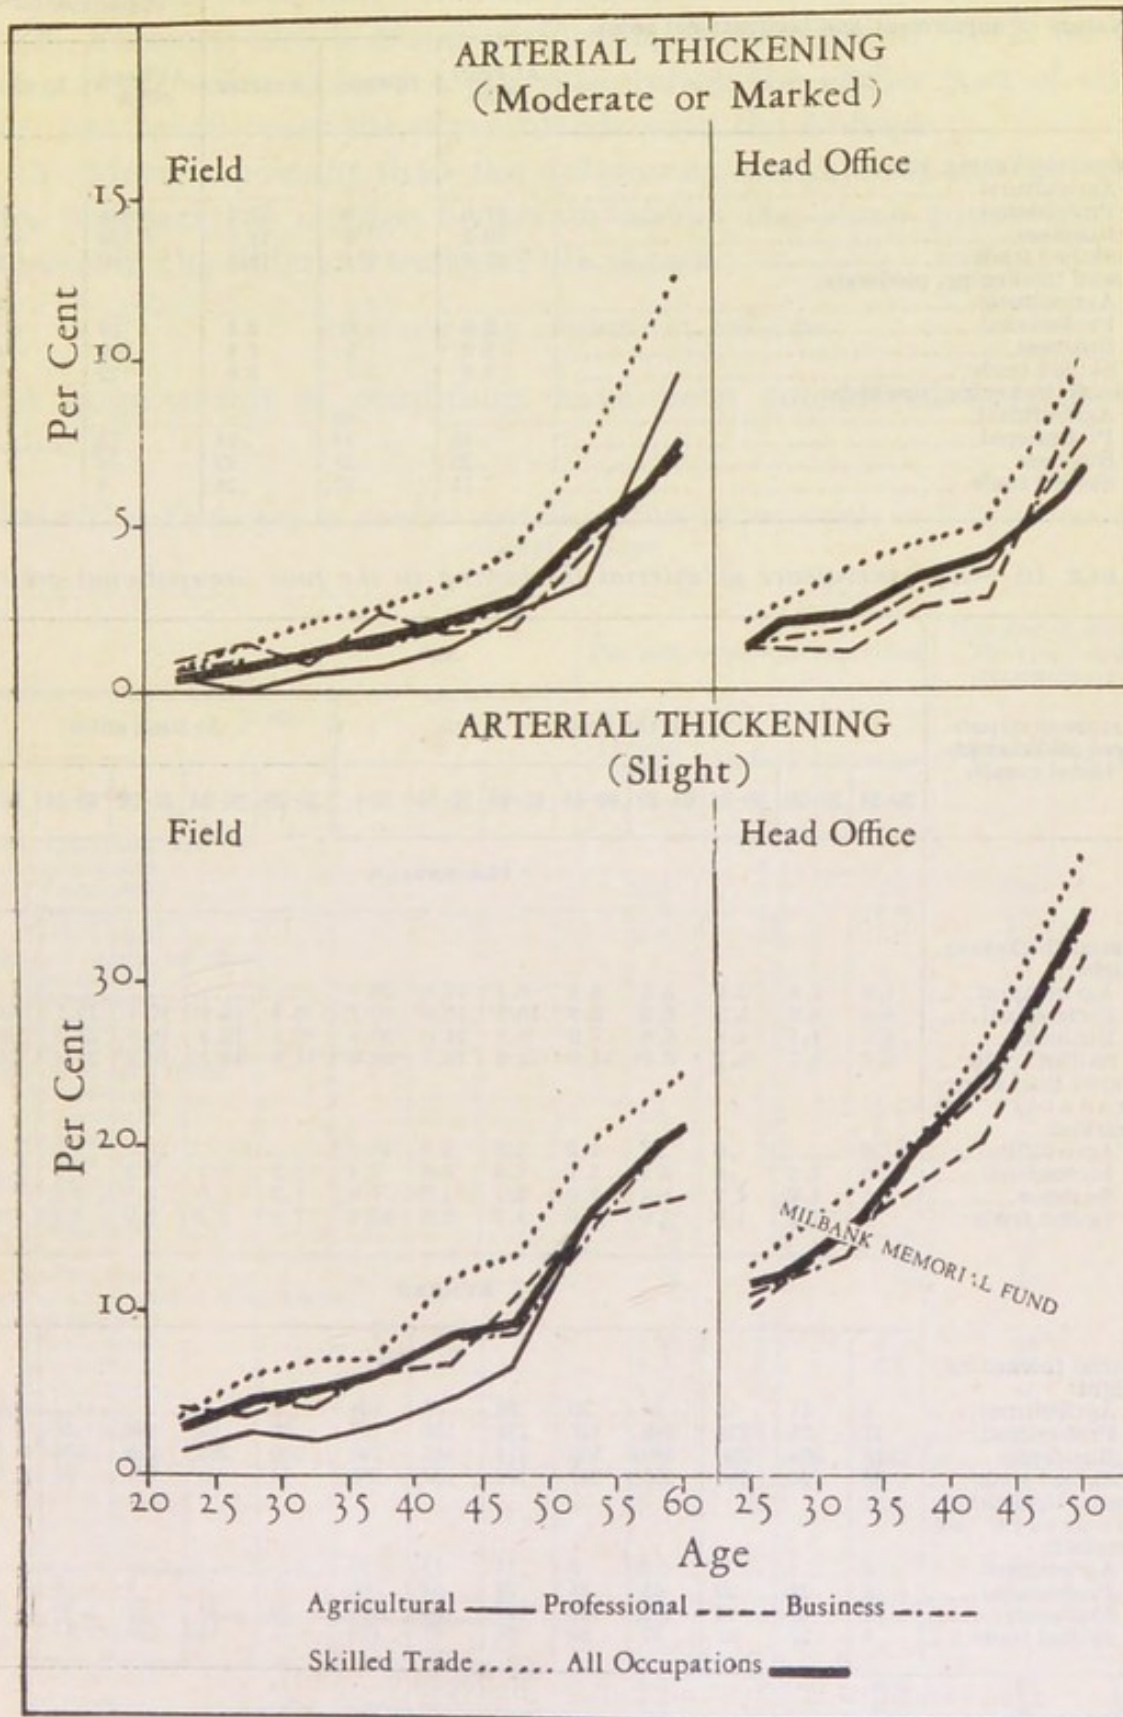 ARTERIAL THICKENING
(Moderate or Marked)
Field
Head Office
Per Cent
15
10
5
0
ARTERIAL THICKENING
(Slight)
Field
Head Office
Per Cent
30
20
10
0
MILBANK MEMORIAL FUND
20 25 30 35 40 45 50 55 60 25 30 35 40 45 50
Age
Agricultural Professional Business
Skilled Trade All Occupations